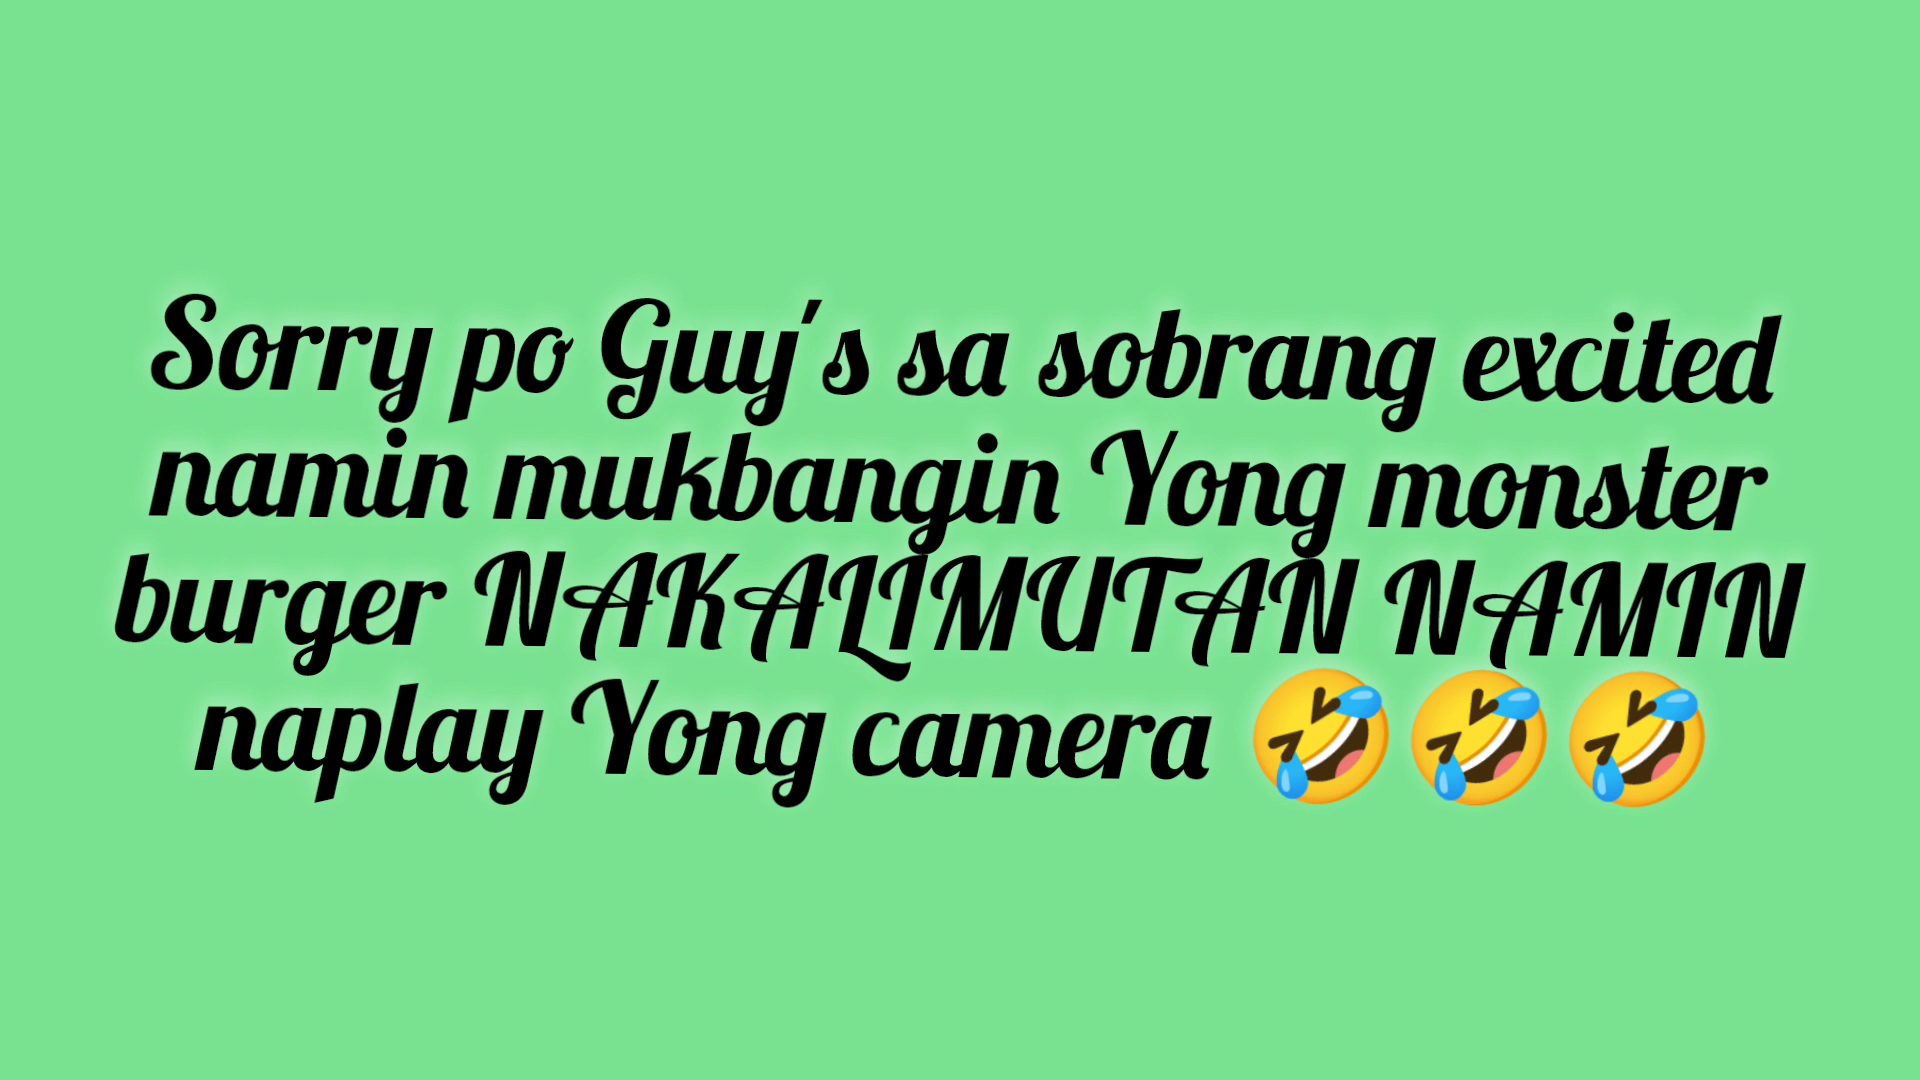 Sorry po Guy's sa sobrang excited
namin mukbangin Yong monster
burger NAKALIMUTAN NAMIN
naplay Yong camera 🤣🤣🤣